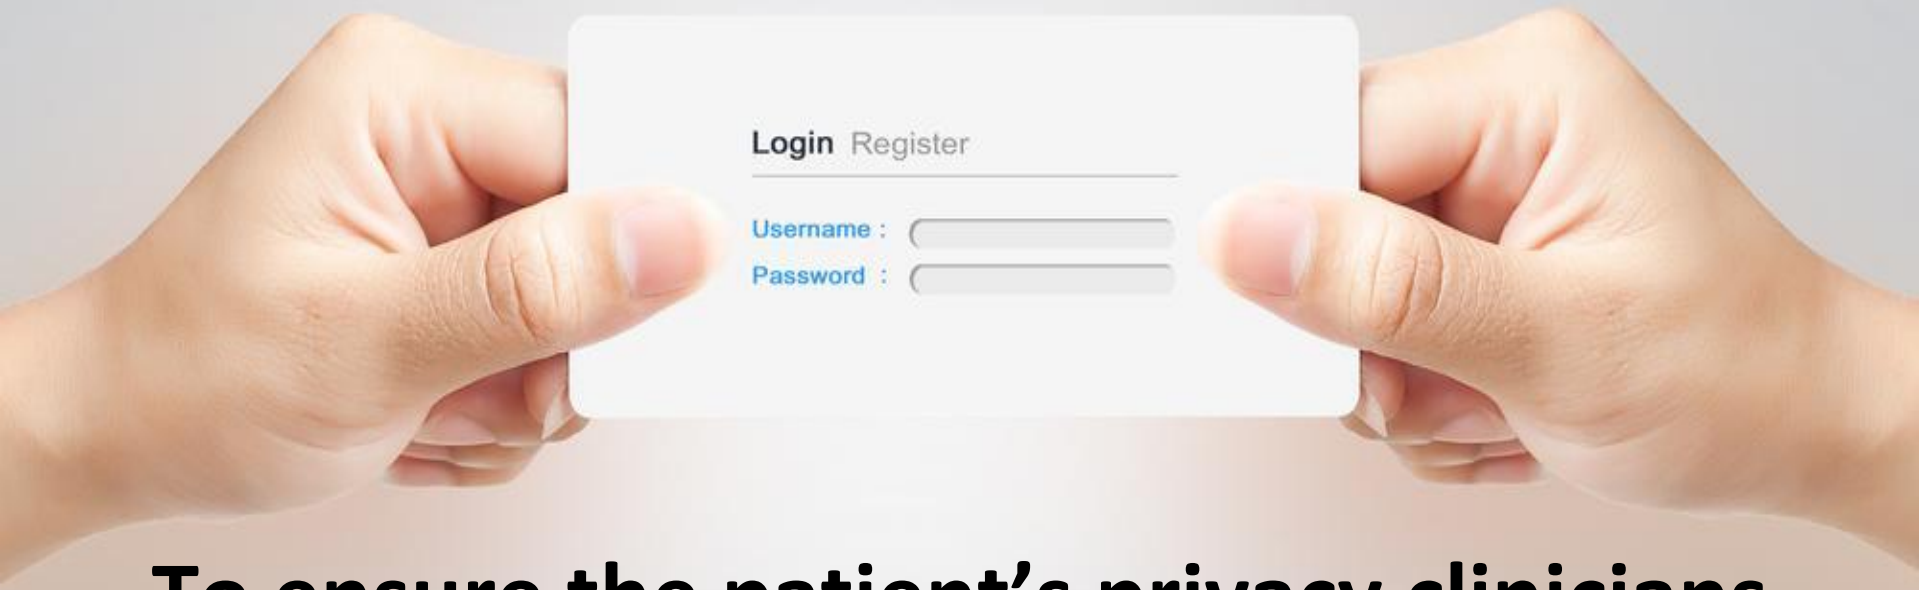 Login Register
Username :
Password :
To ensure the patient's privacy clinicians